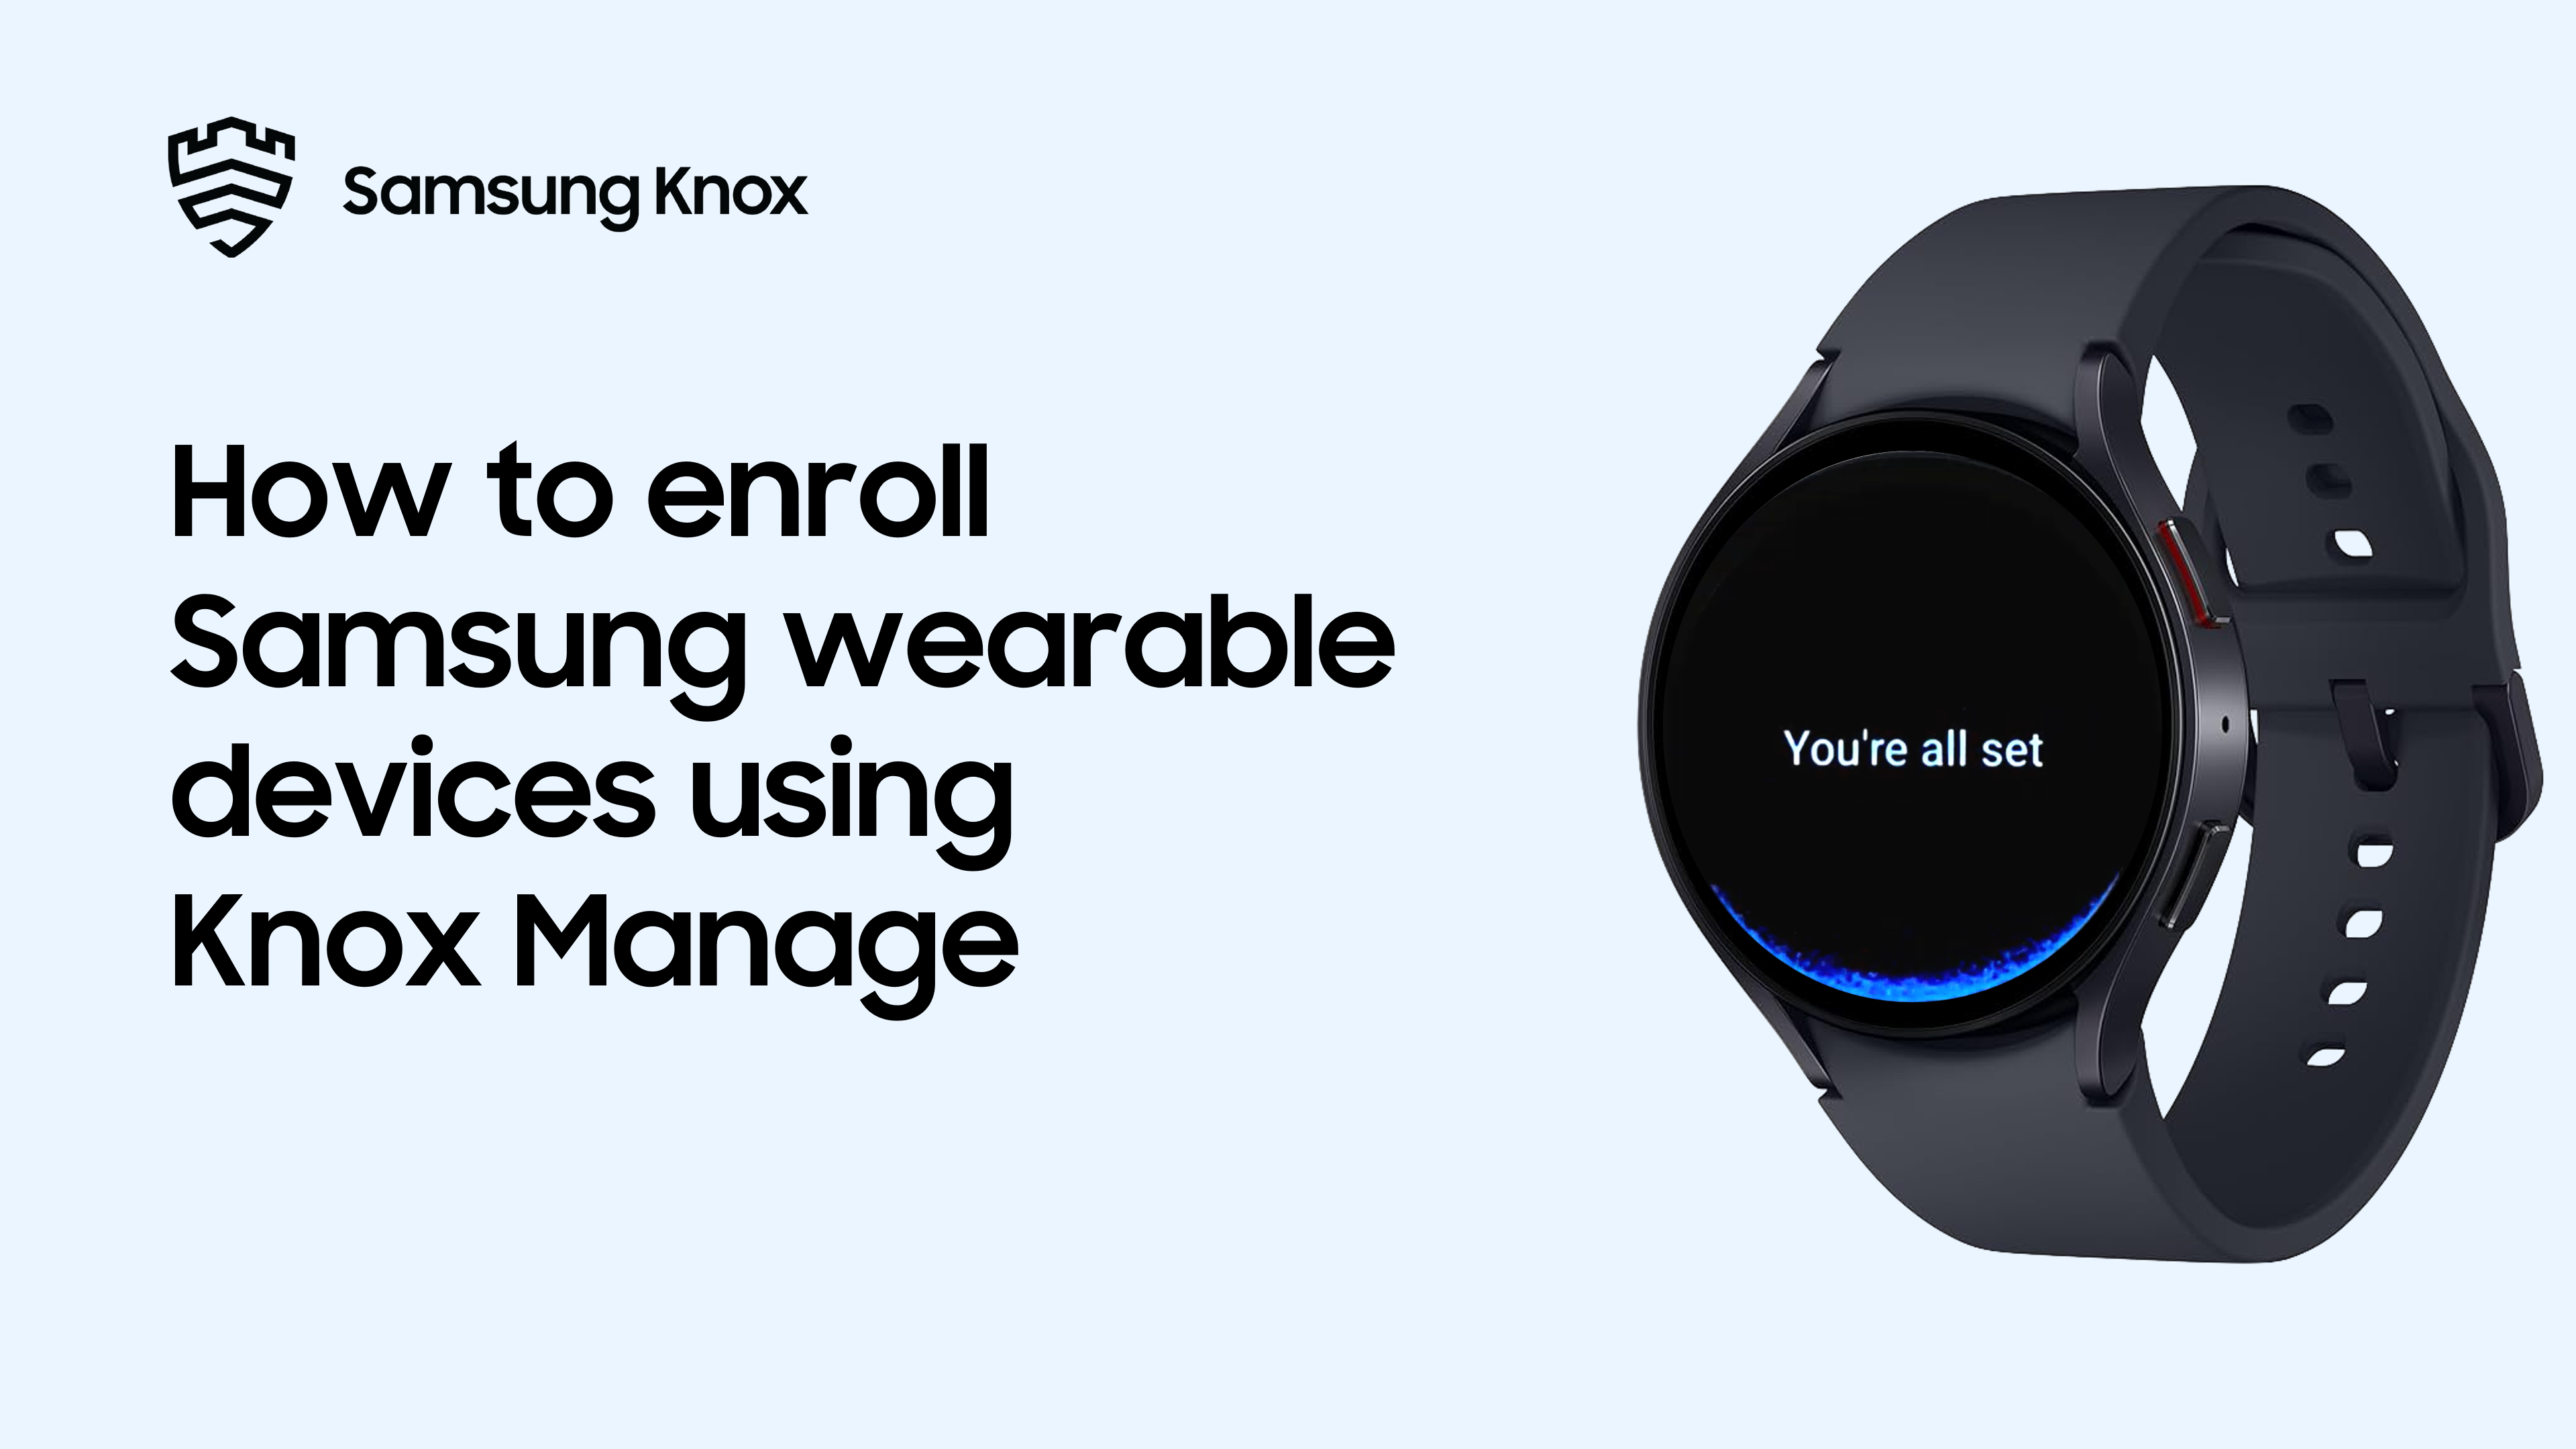 Samsung Knox
How to enroll
Samsung wearable
devices using
Knox Manage
You're all set